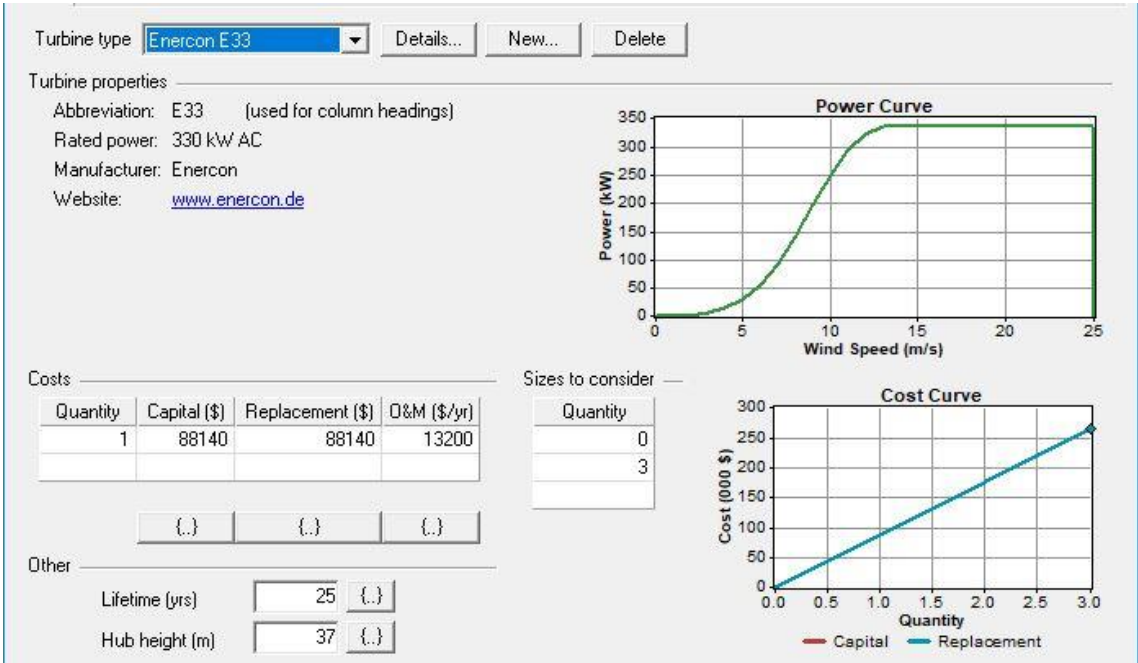 Turbine type Enercon E33 Details... New... Delete
Turbine properties
Abbreviation: E33 (used for column headings)
Rated power: 330 kW AC
Manufacturer: Enercon
Website: www.enercon.de
Power Curve
350
300
250
200
150
100
50
0
Power (kW)
0 5 10 15 20 25
Wind Speed (m/s)
Costs
Quantity Capital ($) Replacement ($) O&M ($/yr)
1 88140 88140 13200
{..} {..} {..}
Sizes to consider
Quantity
0
3
Cost Curve
300
250
200
150
100
50
0
Cost (000 $)
0.0 0.5 1.0 1.5 2.0 2.5 3.0
Quantity
Capital Replacement
Other
Lifetime (yrs) 25 {..}
Hub height (m) 37 {..}